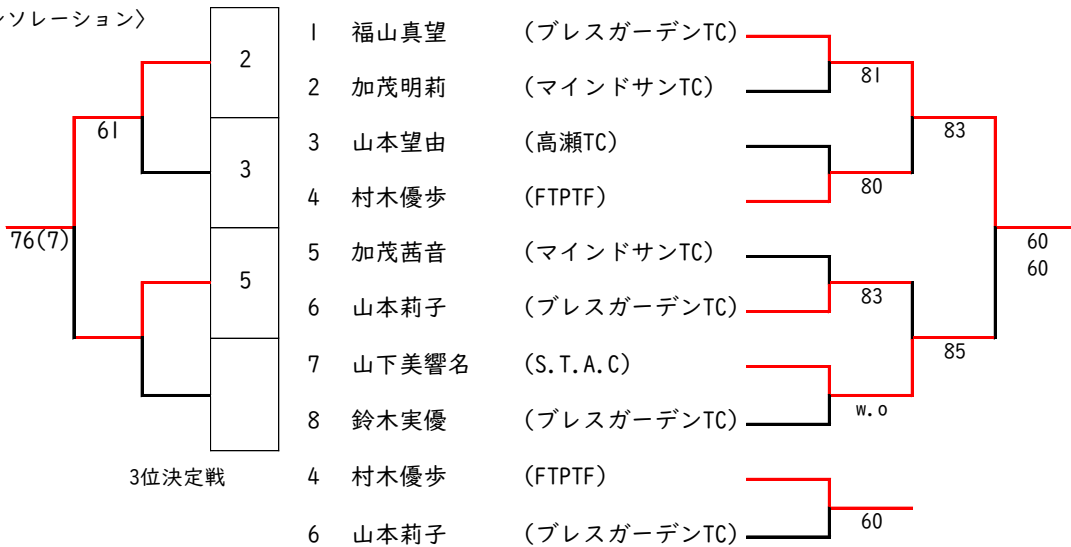 ンソレーション〉
1 福山真望 (ブレスガーデンTC)
2
81
2 加茂明莉 (マインドサンTC)
61
83
3 山本望由 (高瀬TC)
3
80
4 村木優歩 (FTPTF)
76(7)
60
60
5 加茂茜音 (マインドサンTC)
5
83
6 山本莉子 (ブレスガーデンTC)
85
7 山下美響名 (S.T.A.C)
w.o
8 鈴木実優 (ブレスガーデンTC)
3位決定戦
4 村木優歩 (FTPTF)
60
6 山本莉子 (ブレスガーデンTC)